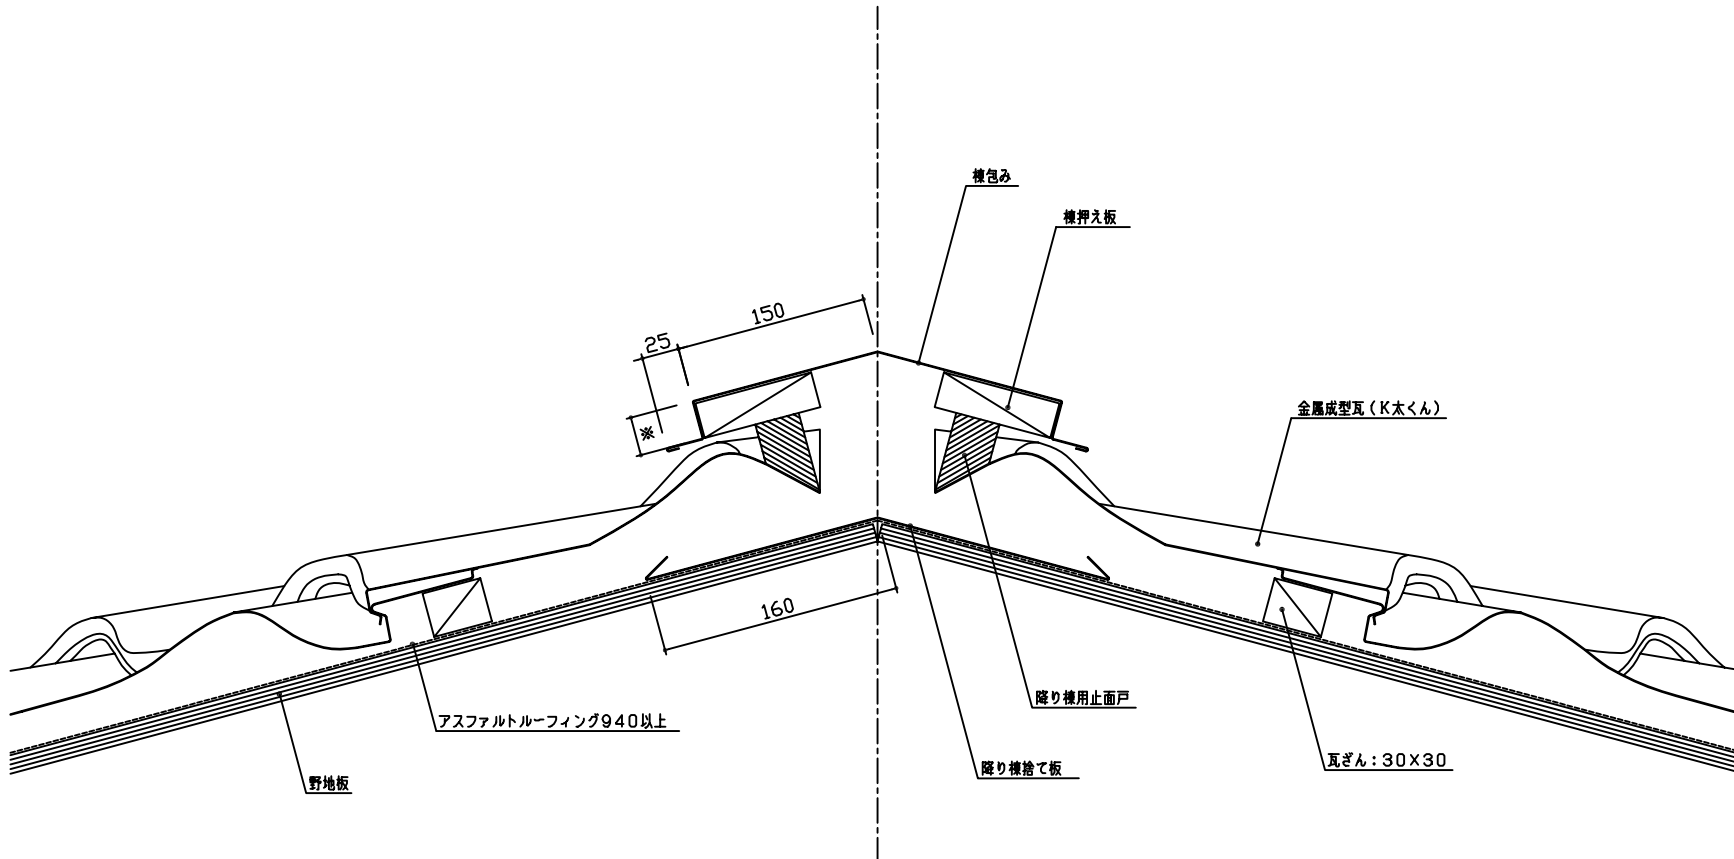 棟包み
棟押え板
150
25
※
金属成型瓦（K太くん）
160
降り棟用止面戸
アスファルトルーフィング940以上
瓦ざん：30×30
降り棟捨て板
野地板